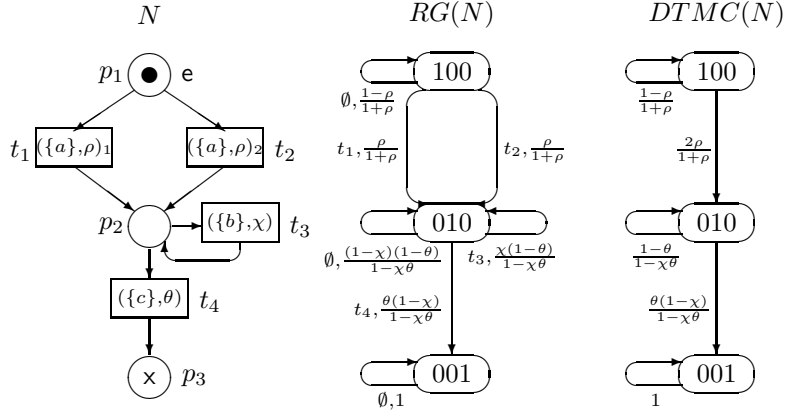 N RG(N) DTMC(N)
p₁ e 100 100
∅, (1−ρ)/(1+ρ) (1−ρ)/(1+ρ)
t₁ ({a},ρ)₁ ({a},ρ)₂ t₂ t₁, ρ/(1+ρ) t₂, ρ/(1+ρ) 2ρ/(1+ρ)
p₂ ({b},χ) t₃ 010 010
∅, (1−χ)(1−θ)/(1−χθ) t₃, χ(1−θ)/(1−χθ) (1−θ)/(1−χθ)
({c},θ) t₄ t₄, θ(1−χ)/(1−χθ) θ(1−χ)/(1−χθ)
x p₃ 001 001
∅,1 1